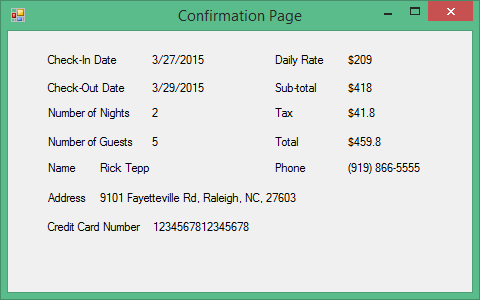 Confirmation Page
Check-In Date 3/27/2015 Daily Rate $209
Check-Out Date 3/29/2015 Sub-total $418
Number of Nights 2 Tax $41.8
Number of Guests 5 Total $459.8
Name Rick Tepp Phone (919) 866-5555
Address 9101 Fayetteville Rd, Raleigh, NC, 27603
Credit Card Number 1234567812345678